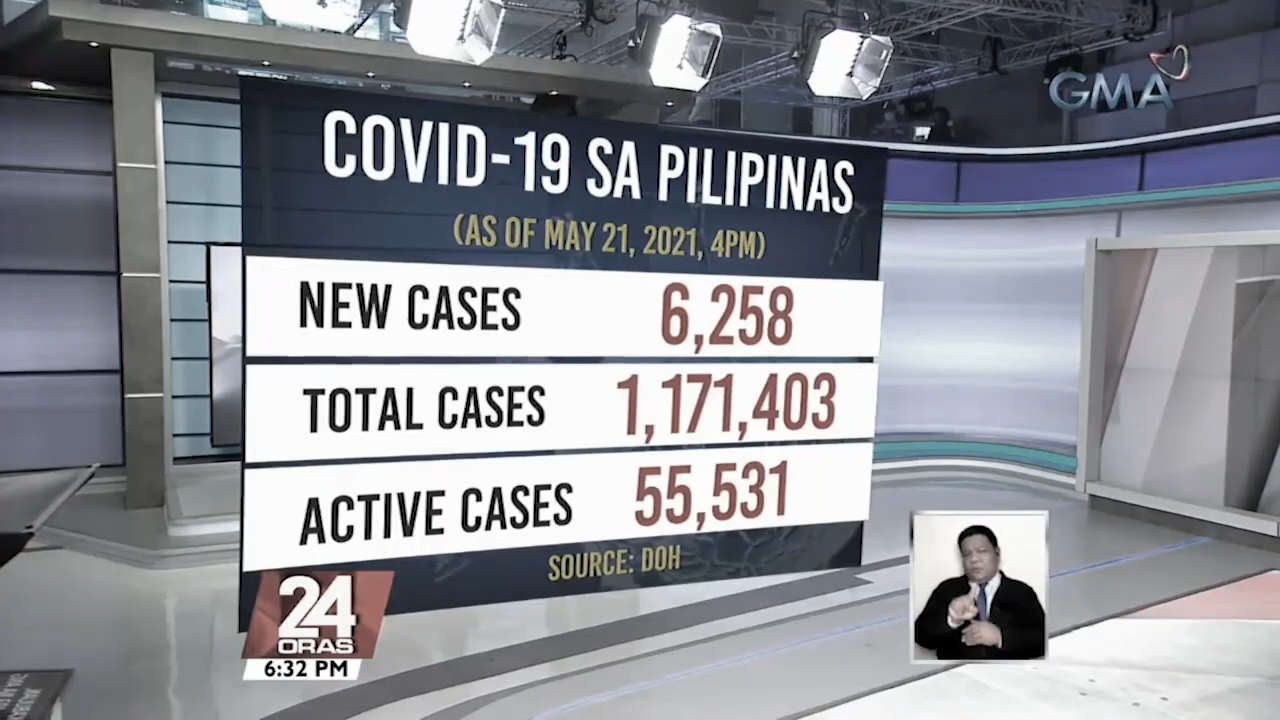 GMA
COVID-19 SA PILIPINAS
(AS OF MAY 21, 2021, 4PM)
NEW CASES 6,258
TOTAL CASES 1,171,403
ACTIVE CASES 55,531
SOURCE: DOH
24
ORAS
6:32 PM